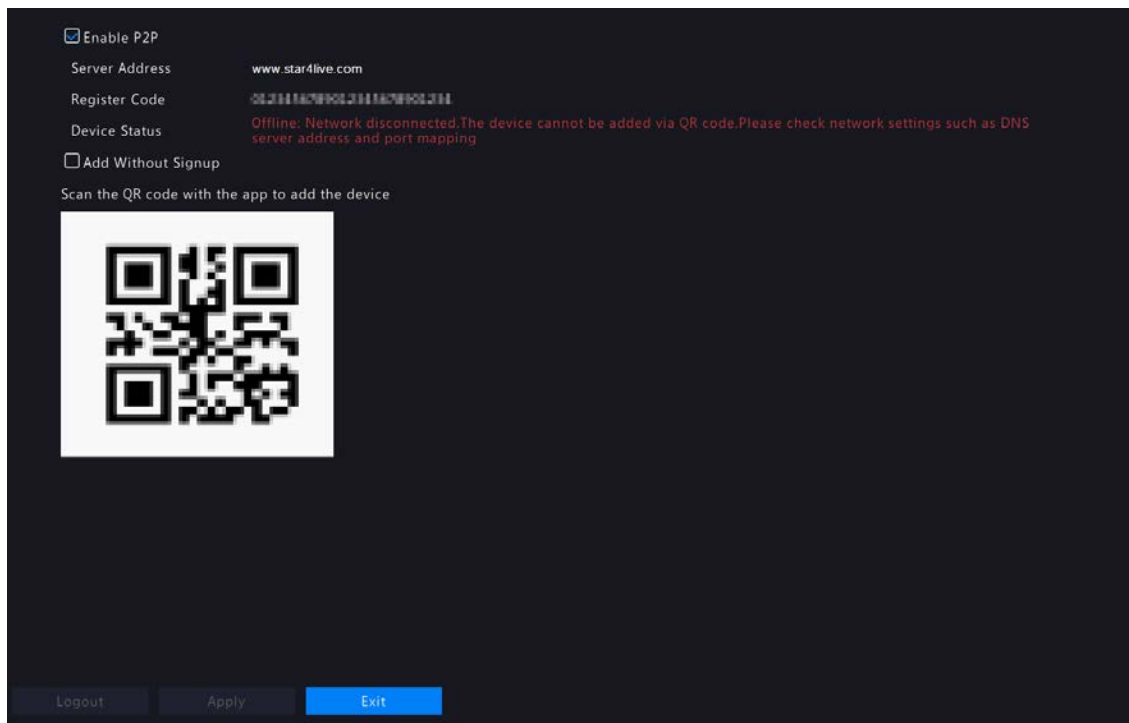 Enable P2P
Server Address www.star4live.com
Register Code
Device Status Offline: Network disconnected.The device cannot be added via QR code.Please check network settings such as DNS
server address and port mapping
Add Without Signup
Scan the QR code with the app to add the device
Logout Apply Exit